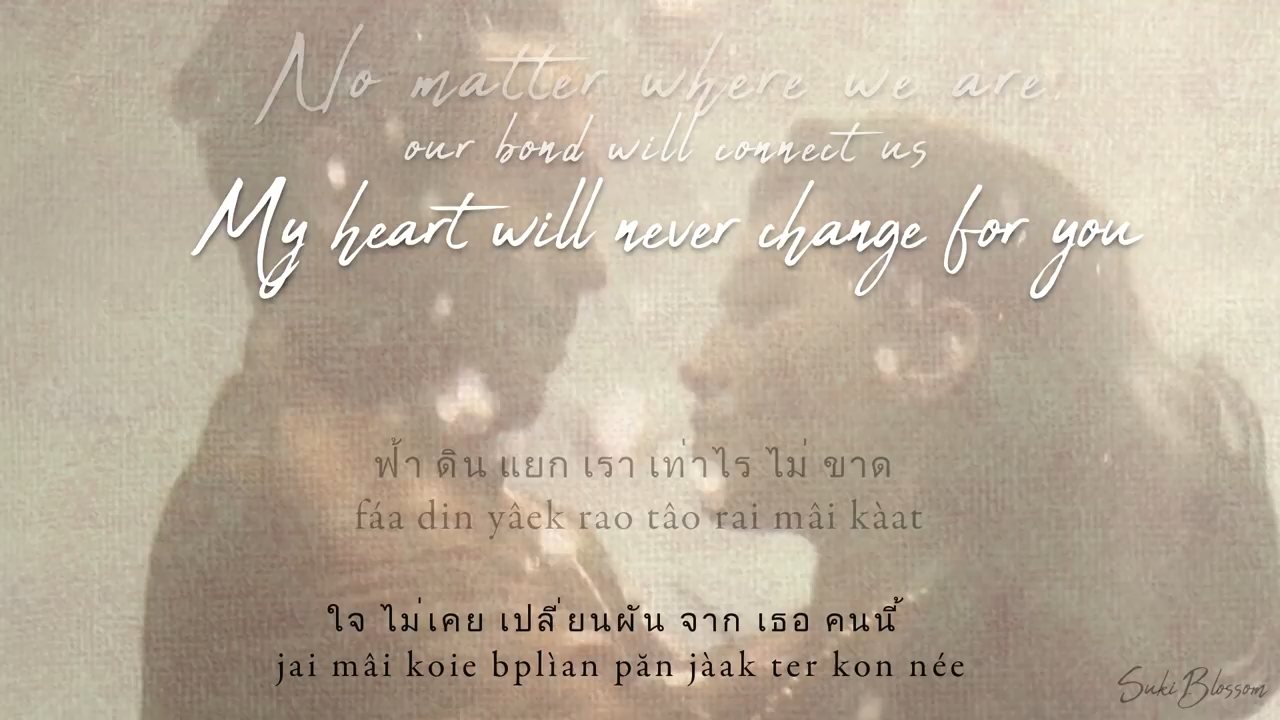 No matter where we are,
our bond will connect us
My heart will never change for you
ฟ้า ดิน แยก เรา เท่าไร ไม่ ขาด
fáa din yâek rao tâo rai mâi kàat
ใจ ไม่เคย เปลี่ยนผัน จาก เธอ คนนี้
jai mâi koie bplìan păn jàak ter kon née
Suki Blossom